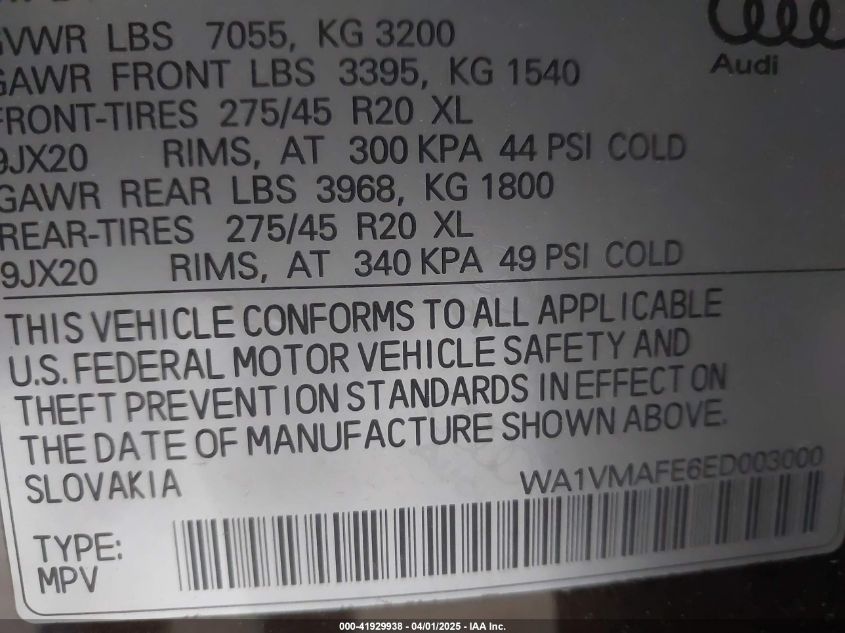 GVWR LBS 7055, KG 3200
Audi
GAWR FRONT LBS 3395, KG 1540
FRONT-TIRES 275/45 R20 XL
9JX20 RIMS, AT 300 KPA 44 PSI COLD
GAWR REAR LBS 3968, KG 1800
REAR-TIRES 275/45 R20 XL
9JX20 RIMS, AT 340 KPA 49 PSI COLD
THIS VEHICLE CONFORMS TO ALL APPLICABLE
U.S. FEDERAL MOTOR VEHICLE SAFETY AND
THEFT PREVENTION STANDARDS IN EFFECT ON
THE DATE OF MANUFACTURE SHOWN ABOVE.
SLOVAKIA WA1VMAFE6ED003000
TYPE:
MPV
000-41929938 - 04/01/2025 - IAA Inc.